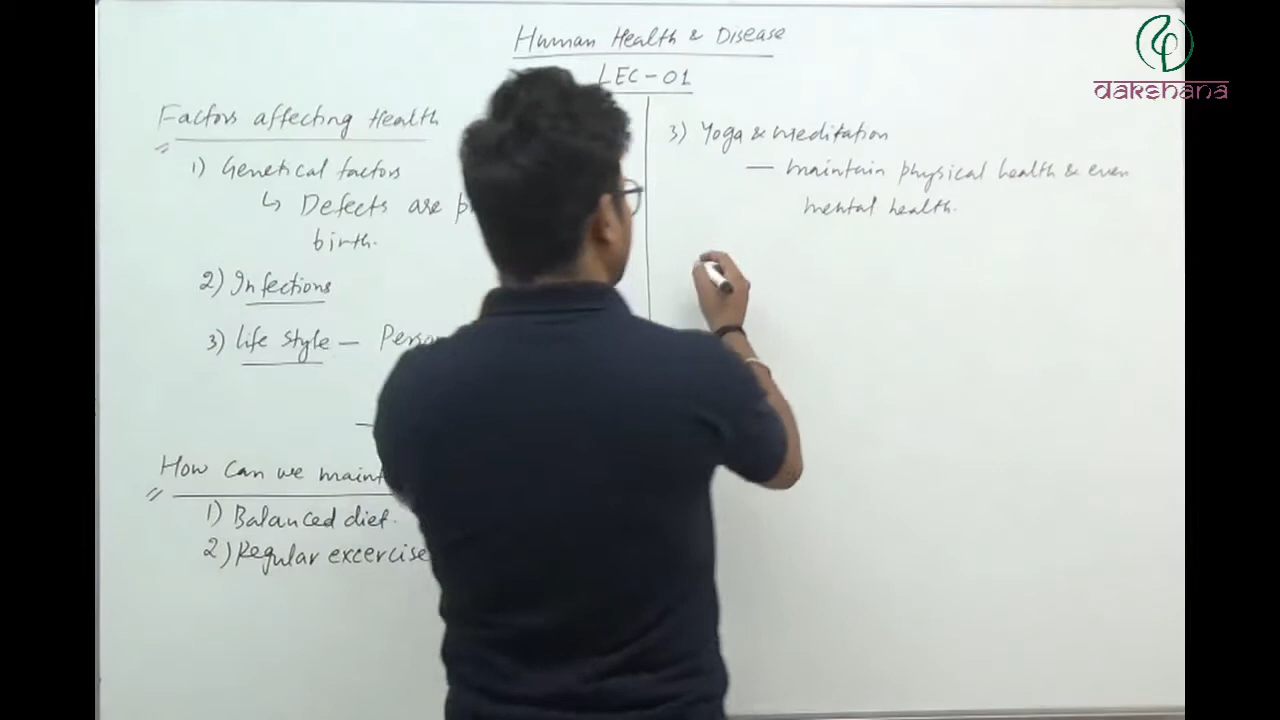 Human Health & Disease
LEC-01
dakshana
Factors affecting Health
1) Genetical factors
↳ Defects are
birth.
2) Infections
3) life style —
How can we
1) Balanced diet.
2) Regular excercise
3) Yoga & meditation
— maintain physical health & even
mental health.